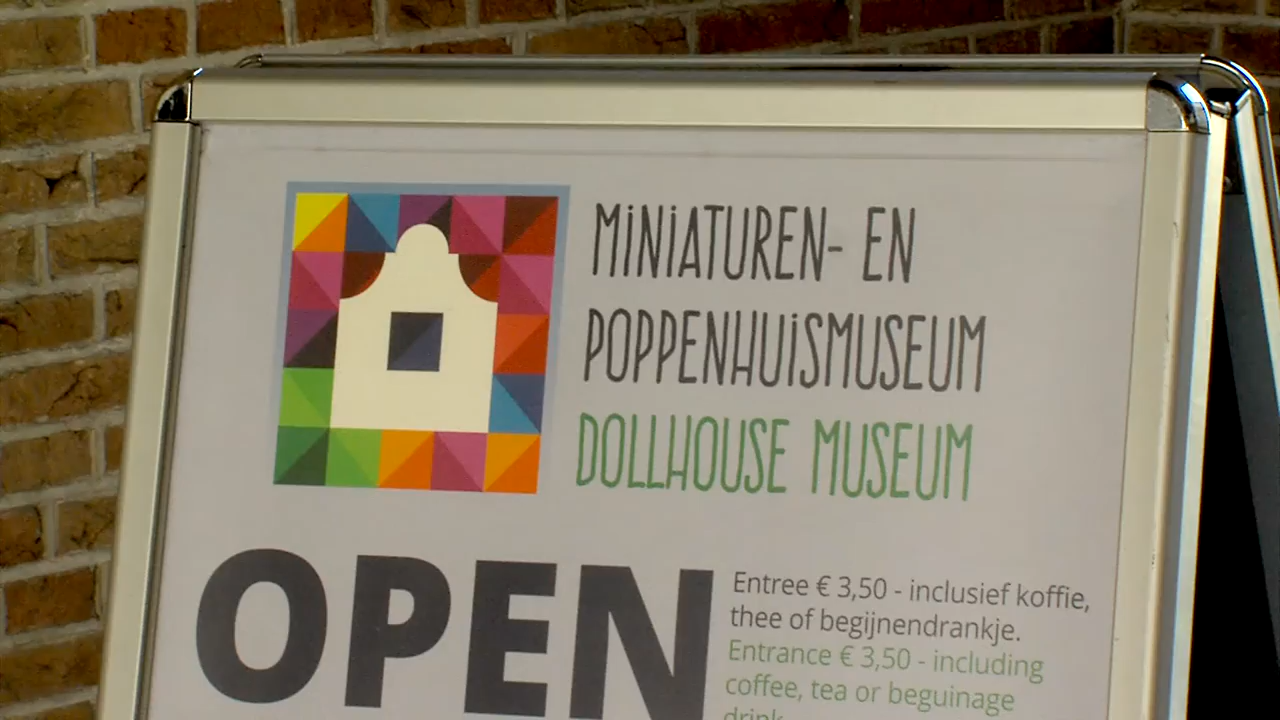 MINIATUREN- EN
POPPENHUISMUSEUM
DOLLHOUSE MUSEUM
OPEN
Entree € 3,50 - inclusief koffie,
thee of begijnendrankje.
Entrance € 3,50 - including
coffee, tea or beguinage
drink